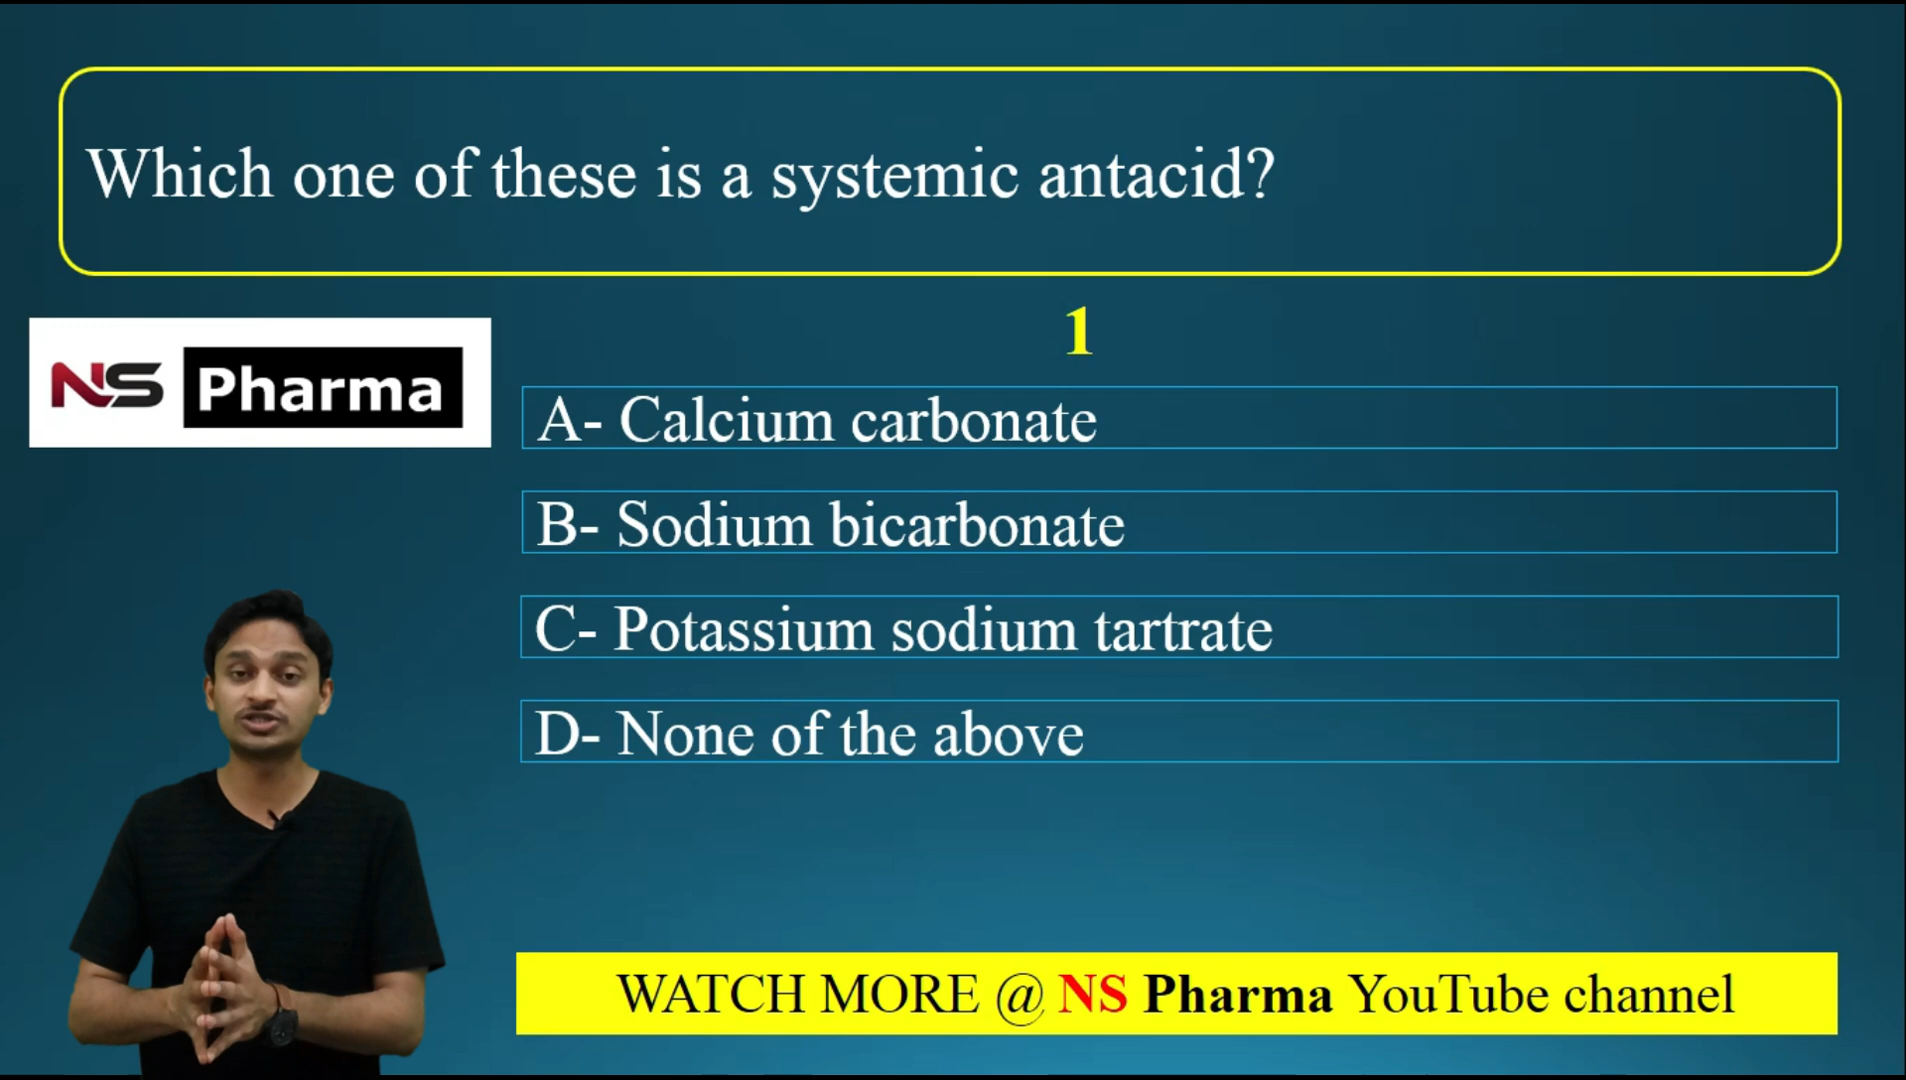 Which one of these is a systemic antacid?
NS Pharma
1
A- Calcium carbonate
B- Sodium bicarbonate
C- Potassium sodium tartrate
D- None of the above
WATCH MORE @ NS Pharma YouTube channel